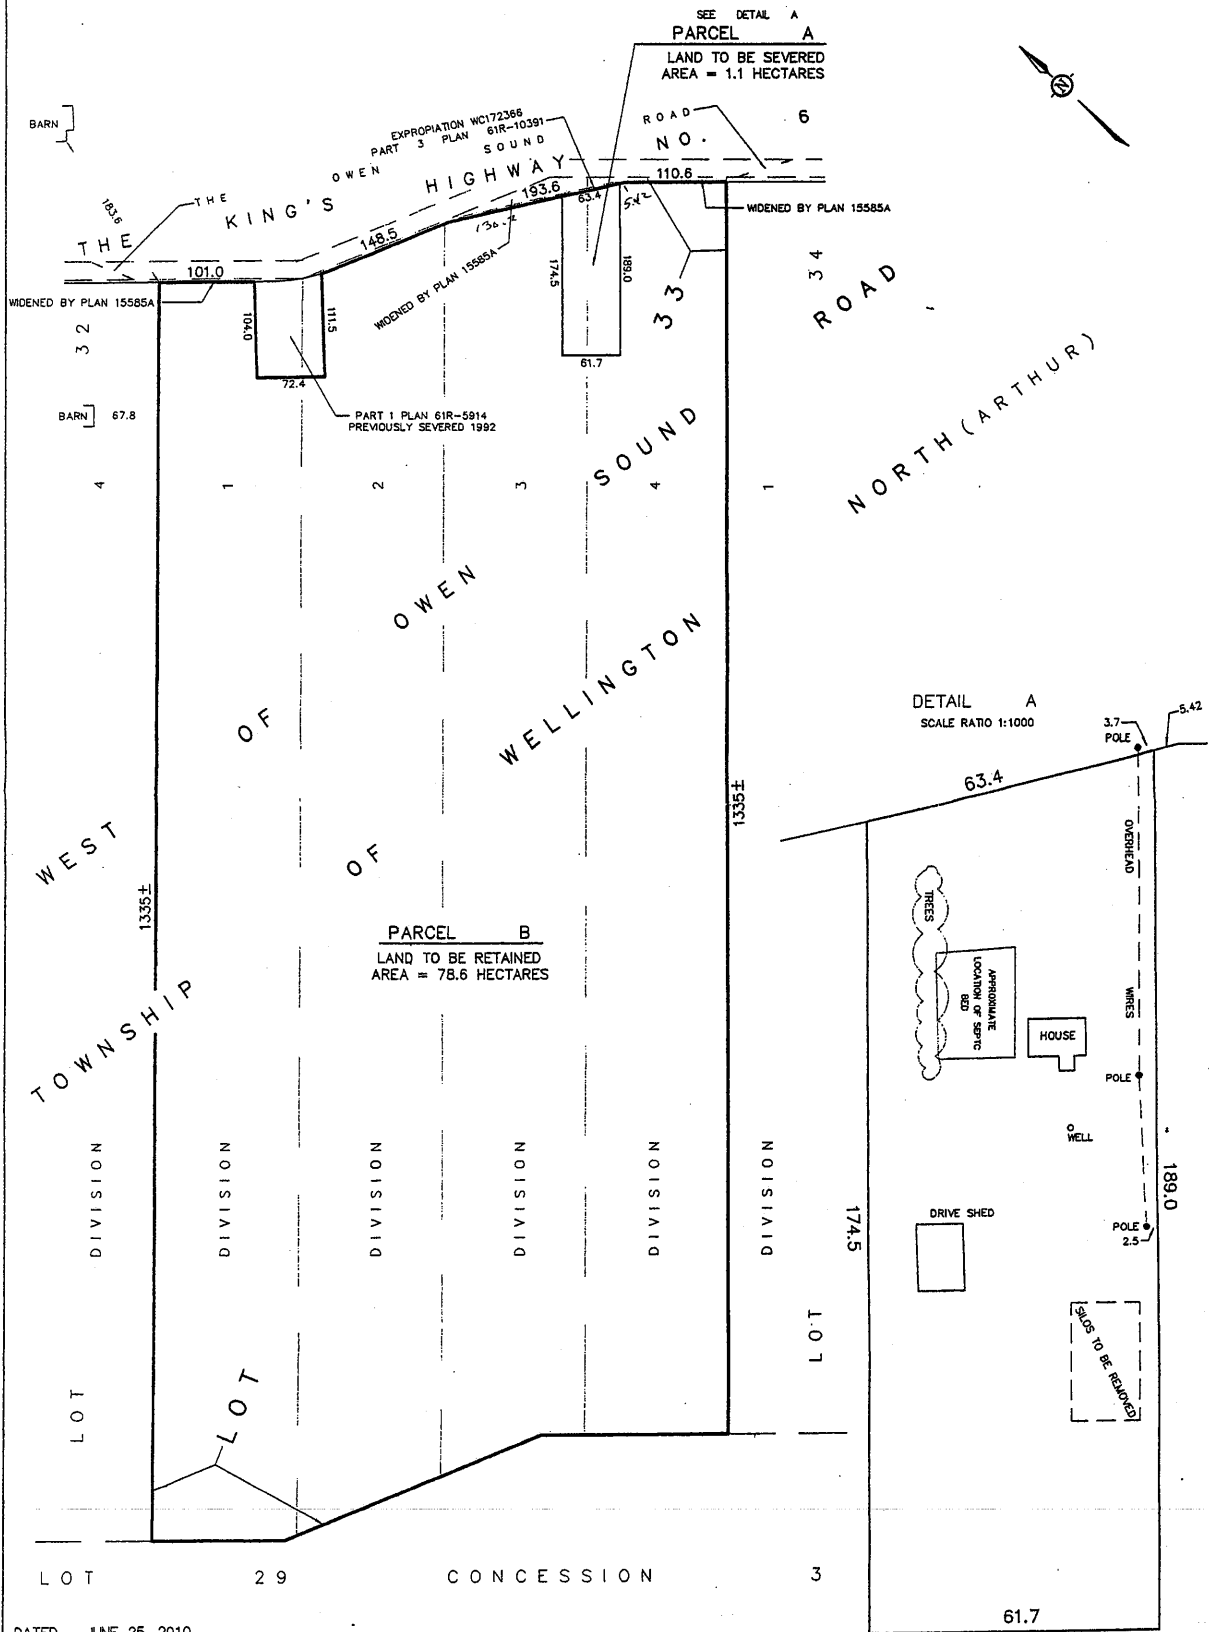 SEE DETAIL A
PARCEL A
LAND TO BE SEVERED
AREA = 1.1 HECTARES
N
BARN
EXPROPIATION WC172366
PART 3 PLAN 61R-10391
OWEN SOUND ROAD
THE
THE KING'S HIGHWAY NO. 6
183.6
101.0
148.5
193.6
63.4
5.42
110.6
WIDENED BY PLAN 15585A
WIDENED BY PLAN 15585A
WIDENED BY PLAN 15585A
104.0
111.5
72.4
174.5
189.0
61.7
32
33
34
BARN 67.8
PART 1 PLAN 61R-5914
PREVIOUSLY SEVERED 1992
4
1
2
3
4
1
WEST OF OWEN SOUND ROAD
TOWNSHIP OF WELLINGTON NORTH (ARTHUR)
1335±
1335±
PARCEL B
LAND TO BE RETAINED
AREA = 78.6 HECTARES
DIVISION
DIVISION
DIVISION
DIVISION
DIVISION
DIVISION
LOT
LOT
LOT
LOT 29 CONCESSION 3
DATED JUNE 25, 2010
DETAIL A
SCALE RATIO 1:1000
3.7
5.42
POLE
63.4
OVERHEAD
WIRES
TREES
APPROXIMATE
LOCATION OF SEPTC
BED
HOUSE
POLE
WELL
189.0
174.5
DRIVE SHED
POLE
2.5
SILOS TO BE REMOVED
61.7